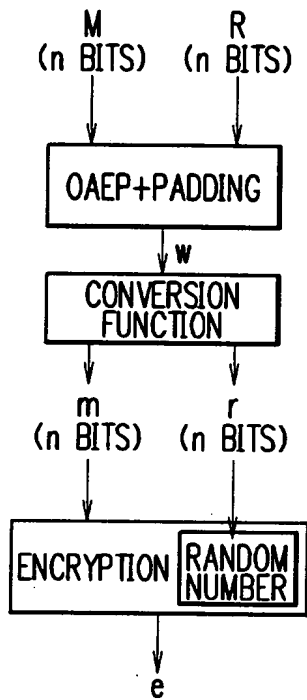 M R
(n BITS) (n BITS)
OAEP+PADDING
w
CONVERSION
FUNCTION
m r
(n BITS) (n BITS)
ENCRYPTION RANDOM
NUMBER
e